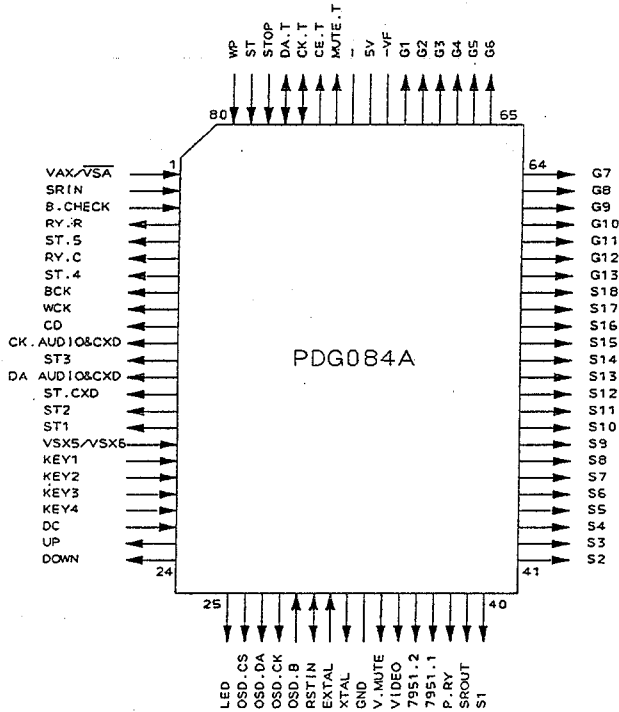 WP
ST
STOP
DA.T
CK.T
CE.T
MUTE.T
-
5V
-VF
G1
G2
G3
G4
G5
G6
80
65
1
64
VAX/VSA
SRIN
B.CHECK
RY.R
ST.5
RY.C
ST.4
BCK
WCK
CD
CK.AUDIO&CXD
ST3
DA AUDIO&CXD
ST.CXD
ST2
ST1
VSX5/VSX6
KEY1
KEY2
KEY3
KEY4
DC
UP
DOWN
PDG084A
G7
G8
G9
G10
G11
G12
G13
S18
S17
S16
S15
S14
S13
S12
S11
S10
S9
S8
S7
S6
S5
S4
S3
S2
24
41
25
40
LED
OSD.CS
OSD.DA
OSD.CK
OSD.B
RSTIN
EXTAL
XTAL
GND
V.MUTE
VIDEO
7951.2
7951.1
P.RY
SROUT
S1